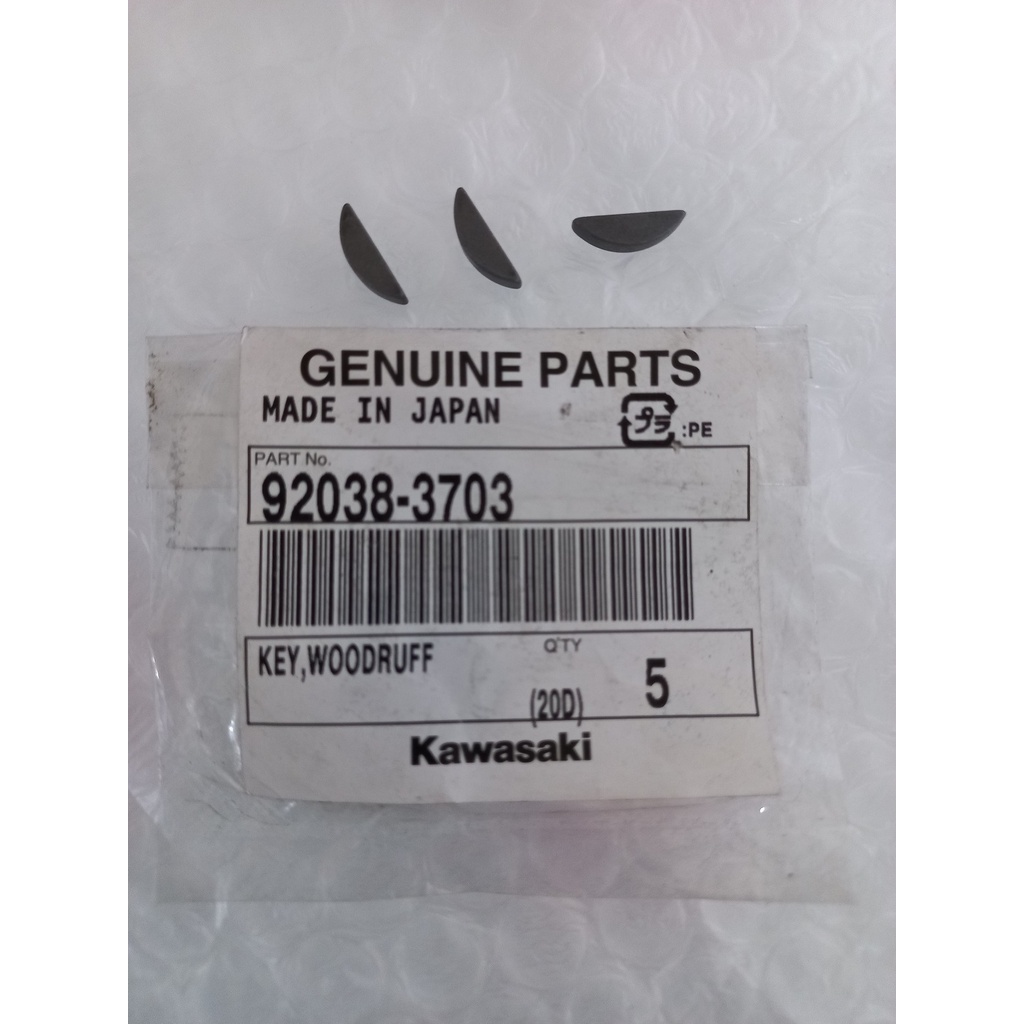 GENUINE PARTS
MADE IN JAPAN
プラ :PE
PART No.
92038-3703
KEY,WOODRUFF
Q'TY
(20D) 5
Kawasaki